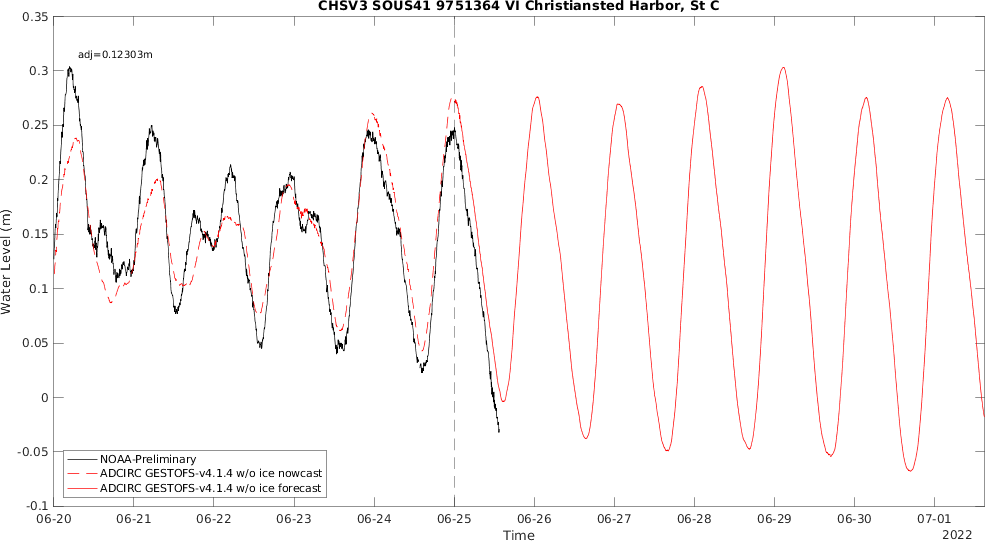 CHSV3 SOUS41 9751364 VI Christiansted Harbor, St C
adj=0.12303m
0.35
0.3
0.25
0.2
0.15
0.1
0.05
0
-0.05
-0.1
Water Level (m)
NOAA-Preliminary
ADCIRC GESTOFS-v4.1.4 w/o ice nowcast
ADCIRC GESTOFS-v4.1.4 w/o ice forecast
06-20 06-21 06-22 06-23 06-24 06-25 06-26 06-27 06-28 06-29 06-30 07-01
Time
2022